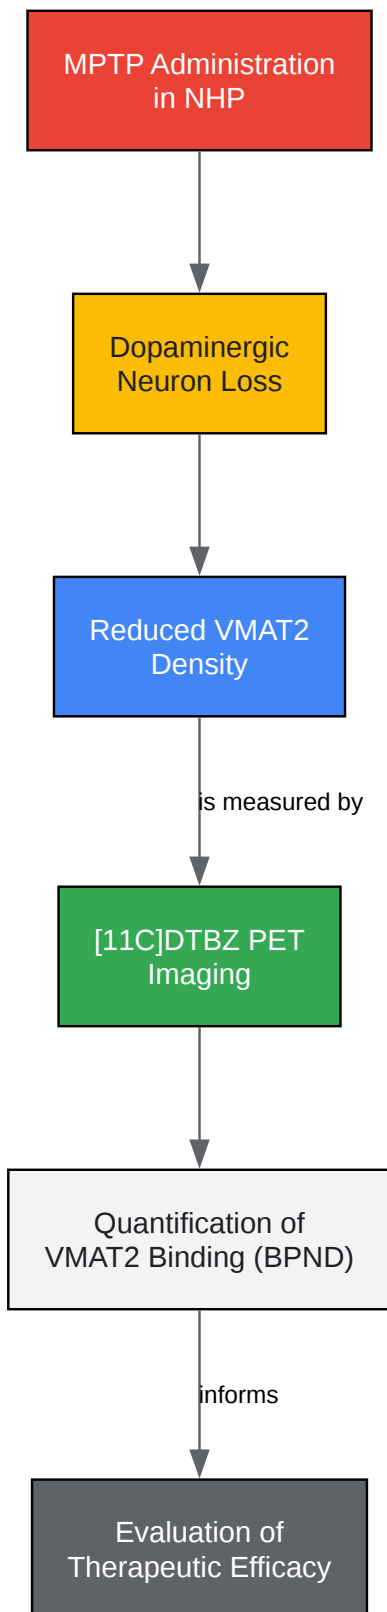 MPTP Administration
in NHP
Dopaminergic
Neuron Loss
Reduced VMAT2
Density
is measured by
[11C]DTBZ PET
Imaging
Quantification of
VMAT2 Binding (BPND)
informs
Evaluation of
Therapeutic Efficacy